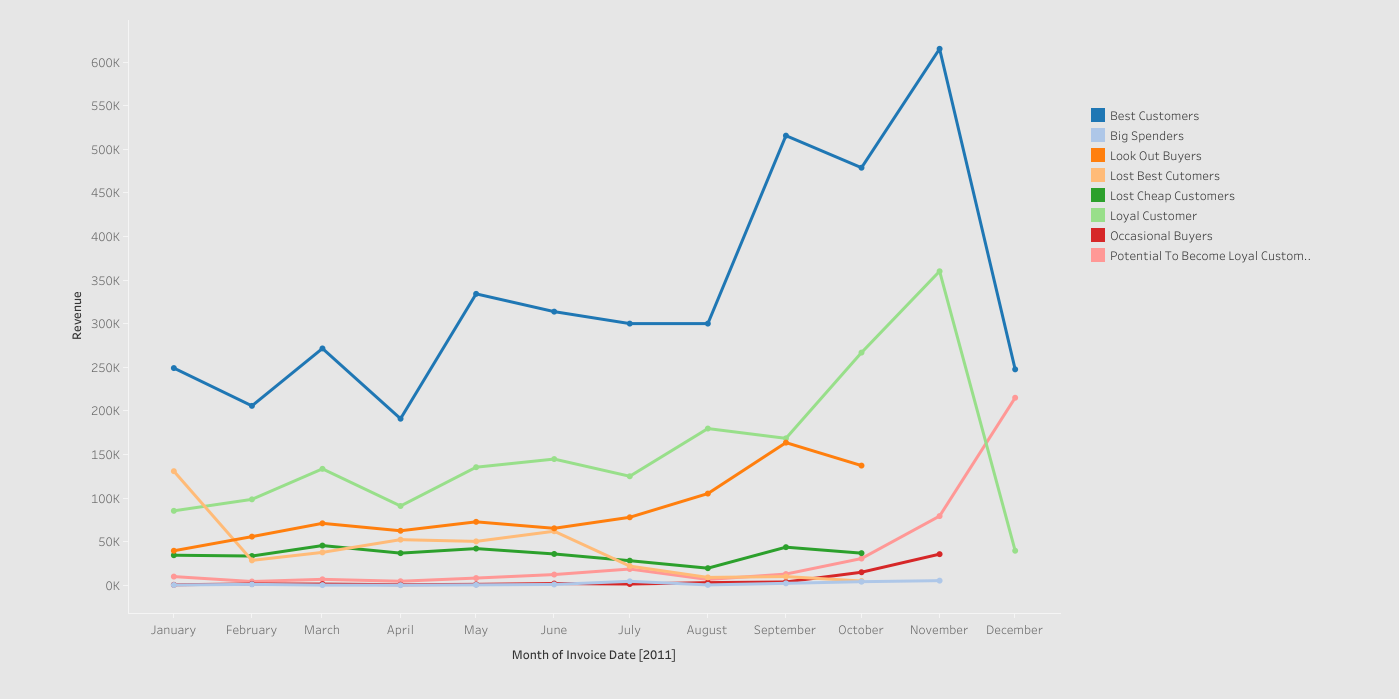 600K
550K
500K
450K
400K
350K
300K
250K
200K
150K
100K
50K
0K
Revenue
January February March April May June July August September October November December
Month of Invoice Date [2011]
Best Customers
Big Spenders
Look Out Buyers
Lost Best Cutomers
Lost Cheap Customers
Loyal Customer
Occasional Buyers
Potential To Become Loyal Custom..